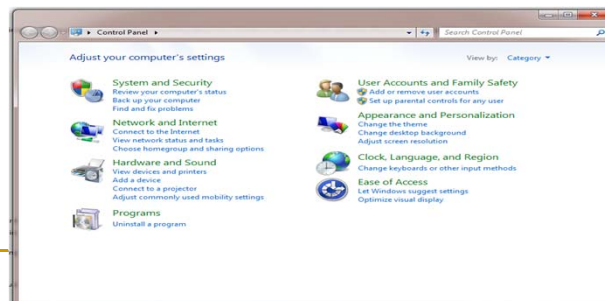 Control Panel
Search Control Panel
Adjust your computer's settings
View by: Category
System and Security
Review your computer's status
Back up your computer
Find and fix problems
Network and Internet
Connect to the Internet
View network status and tasks
Choose homegroup and sharing options
Hardware and Sound
View devices and printers
Add a device
Connect to a projector
Adjust commonly used mobility settings
Programs
Uninstall a program
User Accounts and Family Safety
Add or remove user accounts
Set up parental controls for any user
Appearance and Personalization
Change the theme
Change desktop background
Adjust screen resolution
Clock, Language, and Region
Change keyboards or other input methods
Ease of Access
Let Windows suggest settings
Optimize visual display